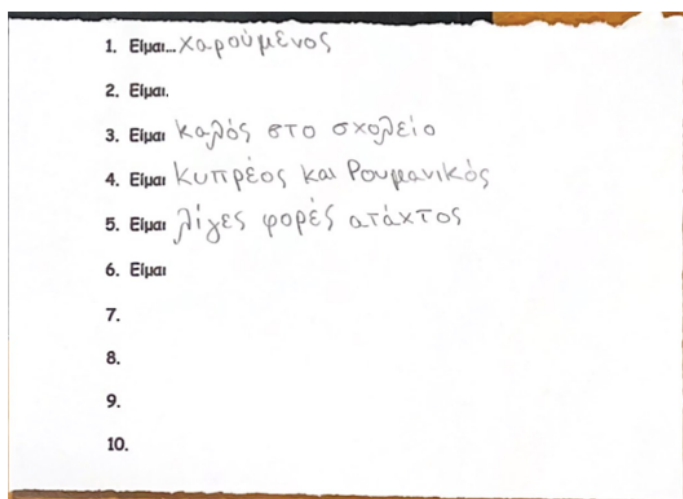 1. Είμαι...χαρούμενος
2. Είμαι.
3. Είμαι καλός στο σχολείο
4. Είμαι κυπρέος και Ρουμανικός
5. Είμαι λίγες φορές ατάχτος
6. Είμαι
7.
8.
9.
10.